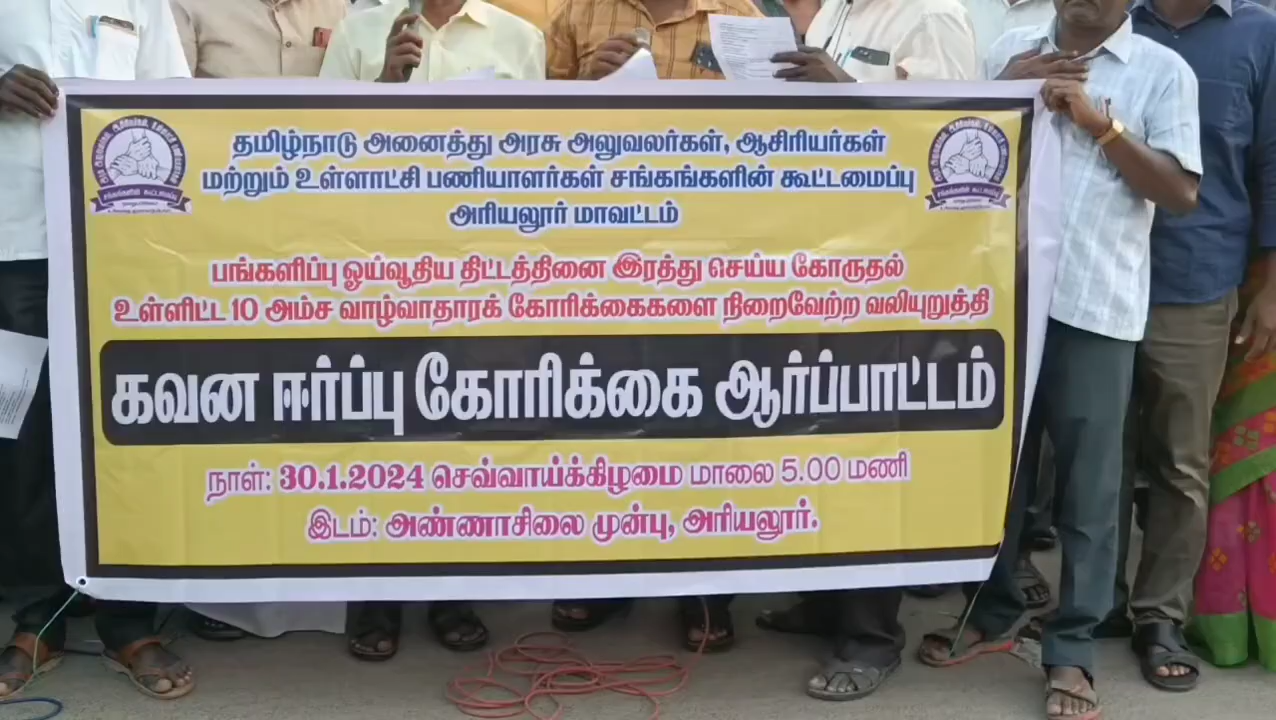 தமிழ்நாடு அனைத்து அரசு அலுவலர்கள், ஆசிரியர்கள்
மற்றும் உள்ளாட்சி பணியாளர்கள் சங்கங்களின் கூட்டமைப்பு
அரியலூர் மாவட்டம்
பங்களிப்பு ஓய்வூதிய திட்டத்தினை இரத்து செய்ய கோருதல்
உள்ளிட்ட 10 அம்ச வாழ்வாதாரக் கோரிக்கைகளை நிறைவேற்ற வலியுறுத்தி
கவன ஈர்ப்பு கோரிக்கை ஆர்ப்பாட்டம்
நாள்: 30.1.2024 செவ்வாய்க்கிழமை மாலை 5.00 மணி
இடம்: அண்ணாசிலை முன்பு, அரியலூர்.